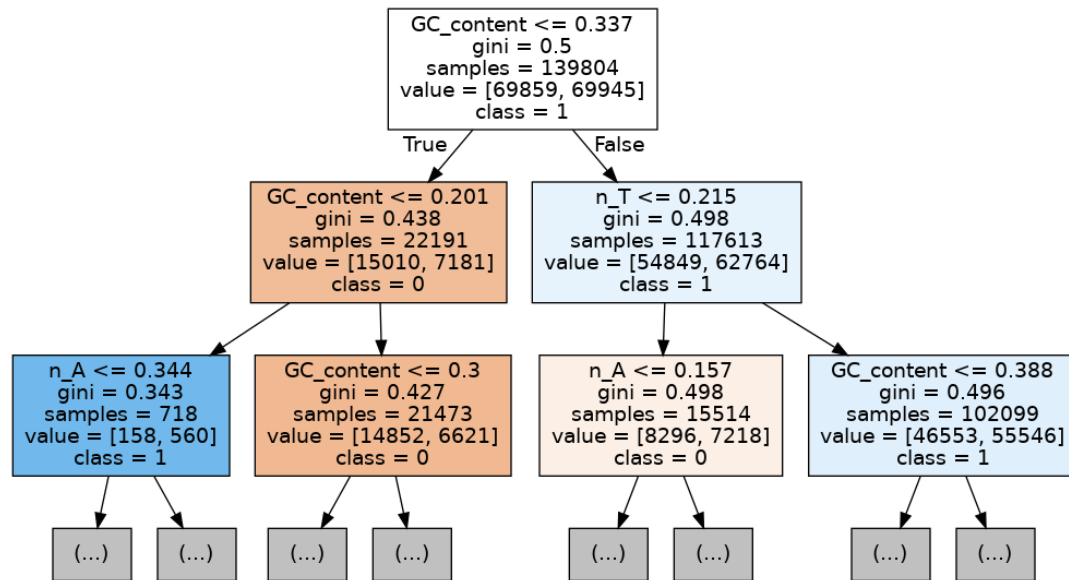 GC_content <= 0.337
gini = 0.5
samples = 139804
value = [69859, 69945]
class = 1
True
False
GC_content <= 0.201
gini = 0.438
samples = 22191
value = [15010, 7181]
class = 0
n_T <= 0.215
gini = 0.498
samples = 117613
value = [54849, 62764]
class = 1
n_A <= 0.344
gini = 0.343
samples = 718
value = [158, 560]
class = 1
GC_content <= 0.3
gini = 0.427
samples = 21473
value = [14852, 6621]
class = 0
n_A <= 0.157
gini = 0.498
samples = 15514
value = [8296, 7218]
class = 0
GC_content <= 0.388
gini = 0.496
samples = 102099
value = [46553, 55546]
class = 1
(...)
(...)
(...)
(...)
(...)
(...)
(...)
(...)